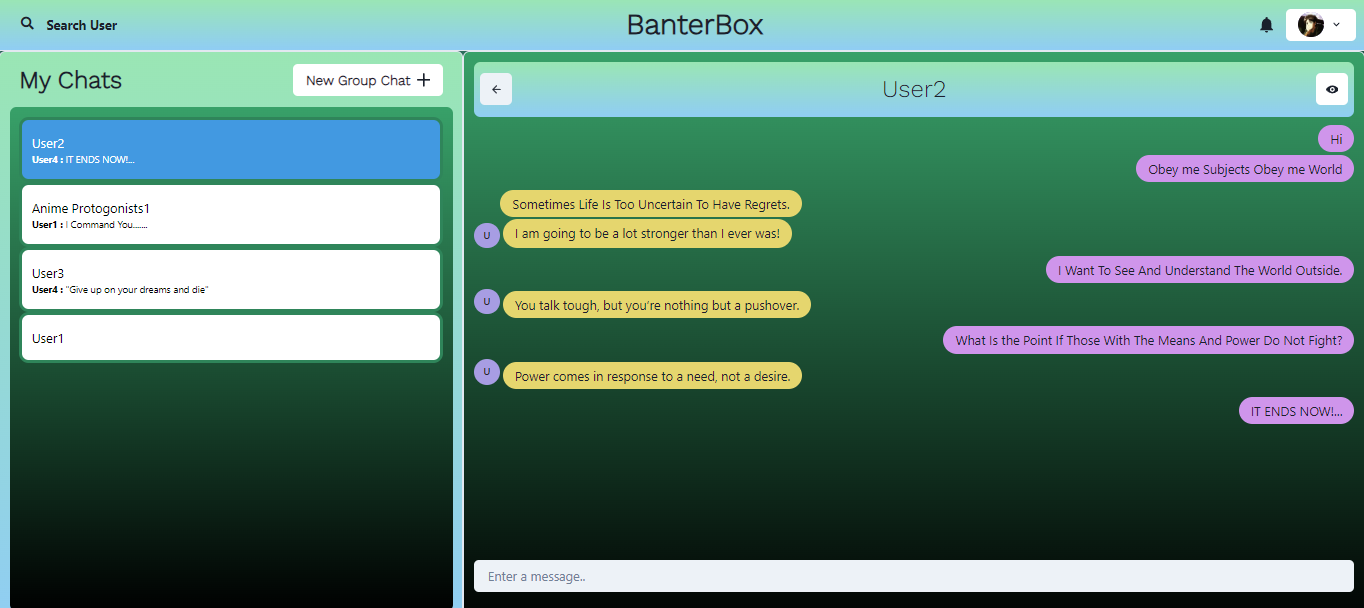 Search User
BanterBox
My Chats
New Group Chat
User2
User4 : IT ENDS NOW!...
Anime Protogonists1
User1 : I Command You.......
User3
User4 : "Give up on your dreams and die"
User1
User2
Hi
Obey me Subjects Obey me World
Sometimes Life Is Too Uncertain To Have Regrets.
U
I am going to be a lot stronger than I ever was!
I Want To See And Understand The World Outside.
U
You talk tough, but you're nothing but a pushover.
What Is the Point If Those With The Means And Power Do Not Fight?
U
Power comes in response to a need, not a desire.
IT ENDS NOW!...
Enter a message..